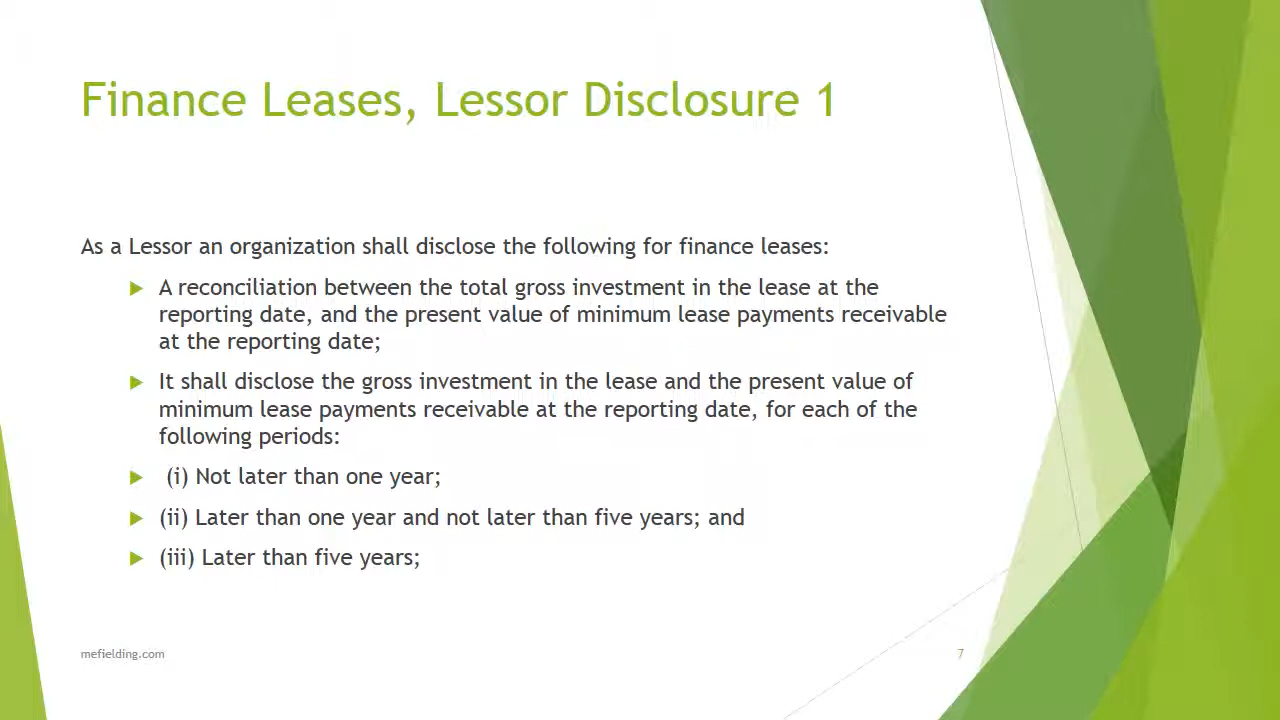 Finance Leases, Lessor Disclosure 1
As a Lessor an organization shall disclose the following for finance leases:
A reconciliation between the total gross investment in the lease at the
reporting date, and the present value of minimum lease payments receivable
at the reporting date;
It shall disclose the gross investment in the lease and the present value of
minimum lease payments receivable at the reporting date, for each of the
following periods:
(i) Not later than one year;
(ii) Later than one year and not later than five years; and
(iii) Later than five years;
mefielding.com
7